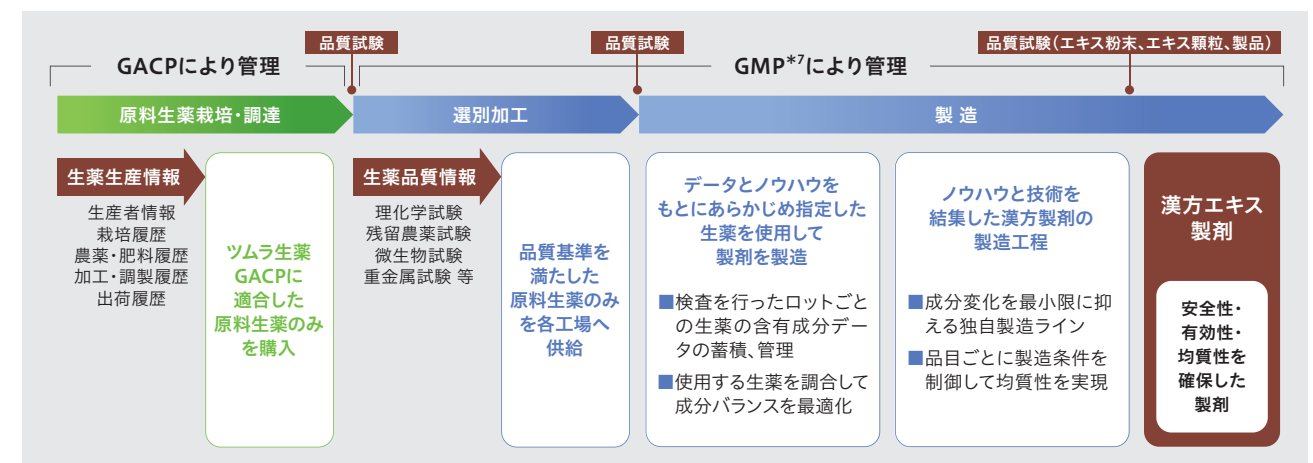 品質試験
品質試験
品質試験(エキス粉末、エキス顆粒、製品)
GACPにより管理
GMP*7により管理
原料生薬栽培・調達
選別加工
製 造
生薬生産情報
生産者情報
栽培履歴
農薬・肥料履歴
加工・調製履歴
出荷履歴
ツムラ生薬
GACPに
適合した
原料生薬のみ
を購入
生薬品質情報
理化学試験
残留農薬試験
微生物試験
重金属試験 等
品質基準を
満たした
原料生薬のみ
を各工場へ
供給
データとノウハウを
もとにあらかじめ指定した
生薬を使用して
製剤を製造
■検査を行ったロットごと
の生薬の含有成分デー
タの蓄積、管理
■使用する生薬を調合して
成分バランスを最適化
ノウハウと技術を
結集した漢方製剤の
製造工程
■成分変化を最小限に抑
える独自製造ライン
■品目ごとに製造条件を
制御して均質性を実現
漢方エキス
製剤
安全性・
有効性・
均質性を
確保した
製剤